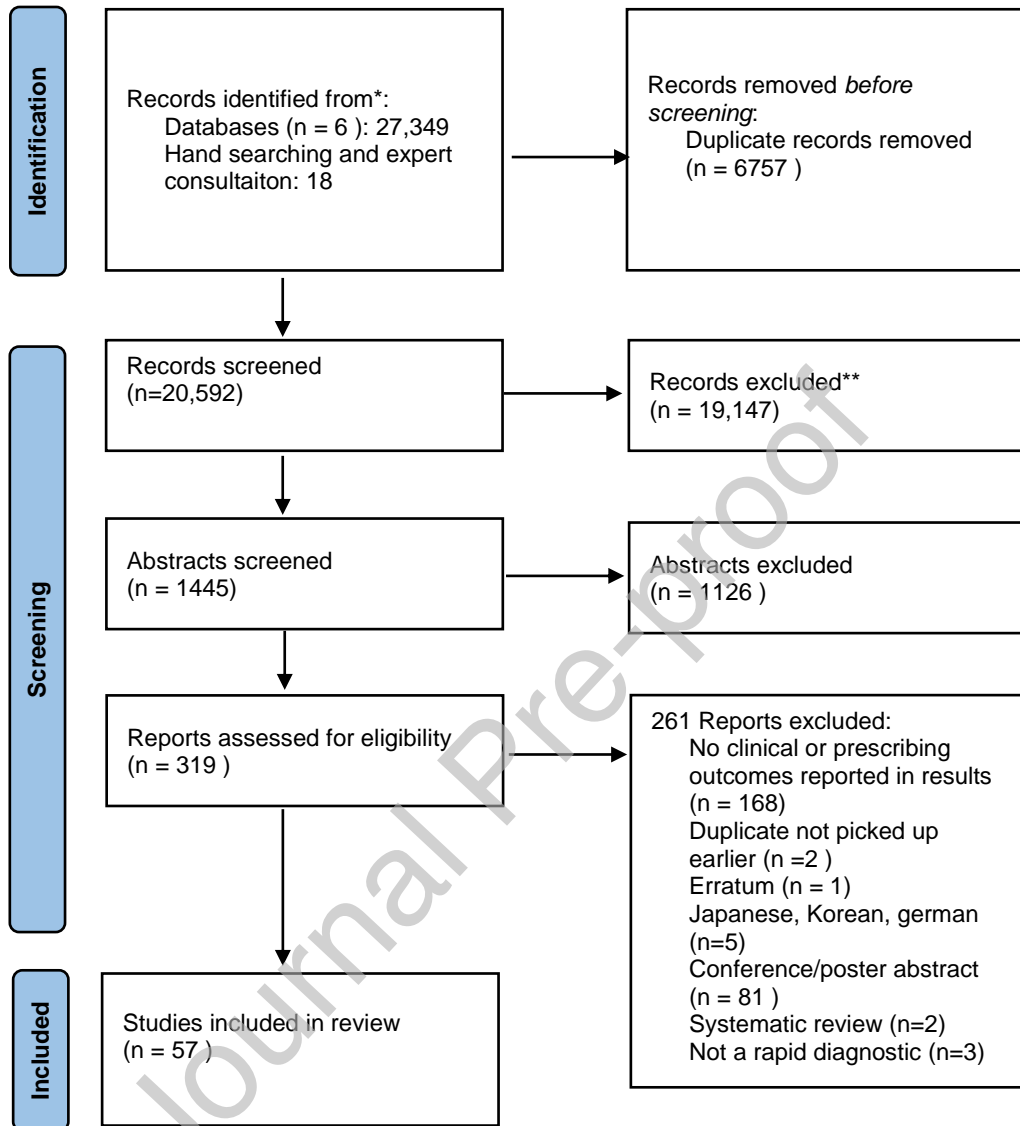 Identification
Records identified from*:
Databases (n = 6 ): 27,349
Hand searching and expert
consultaiton: 18
Records removed before
screening:
Duplicate records removed
(n = 6757 )
Screening
Records screened
(n=20,592)
Records excluded**
(n = 19,147)
Abstracts screened
(n = 1445)
Abstracts excluded
(n = 1126 )
Reports assessed for eligibility
(n = 319 )
261 Reports excluded:
No clinical or prescribing
outcomes reported in results
(n = 168)
Duplicate not picked up
earlier (n =2 )
Erratum (n = 1)
Japanese, Korean, german
(n=5)
Conference/poster abstract
(n = 81 )
Systematic review (n=2)
Not a rapid diagnostic (n=3)
Included
Studies included in review
(n = 57 )
Journal Pre-proof